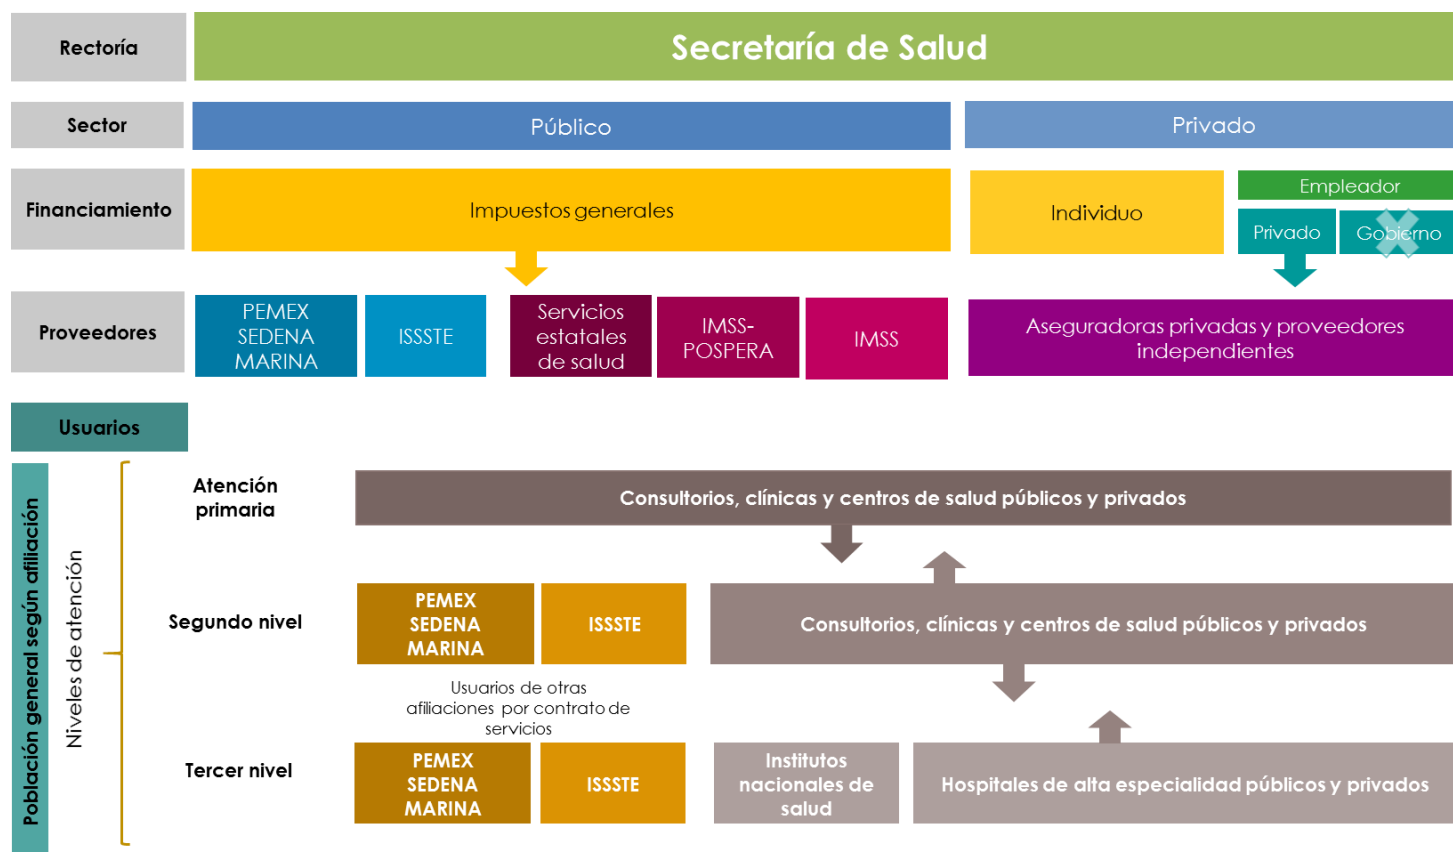 Rectoría
Secretaría de Salud
Sector
Público
Privado
Financiamiento
Impuestos generales
Individuo
Empleador
Privado
Gobierno
Proveedores
PEMEX
SEDENA
MARINA
ISSSTE
Servicios
estatales
de salud
IMSS-
POSPERA
IMSS
Aseguradoras privadas y proveedores
independientes
Usuarios
Población general según afiliación
Niveles de atención
Atención
primaria
Consultorios, clínicas y centros de salud públicos y privados
Segundo nivel
PEMEX
SEDENA
MARINA
ISSSTE
Consultorios, clínicas y centros de salud públicos y privados
Usuarios de otras
afiliaciones por contrato de
servicios
Tercer nivel
PEMEX
SEDENA
MARINA
ISSSTE
Institutos
nacionales de
salud
Hospitales de alta especialidad públicos y privados